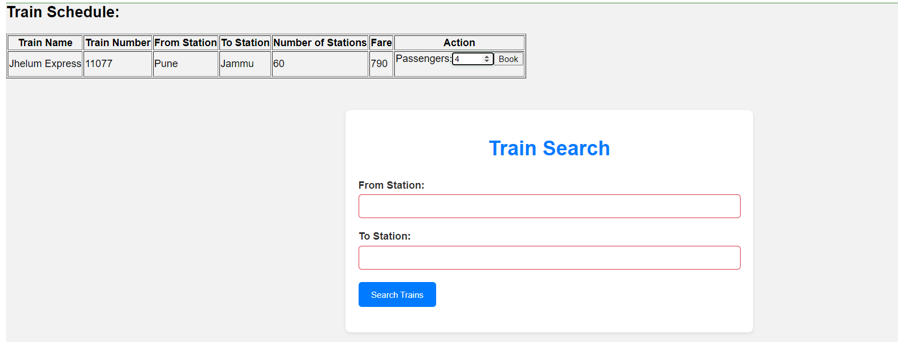 Train Schedule:
Train Name Train Number From Station To Station Number of Stations Fare Action
Jhelum Express 11077 Pune Jammu 60 790 Passengers: 4 Book
Train Search
From Station:
To Station:
Search Trains